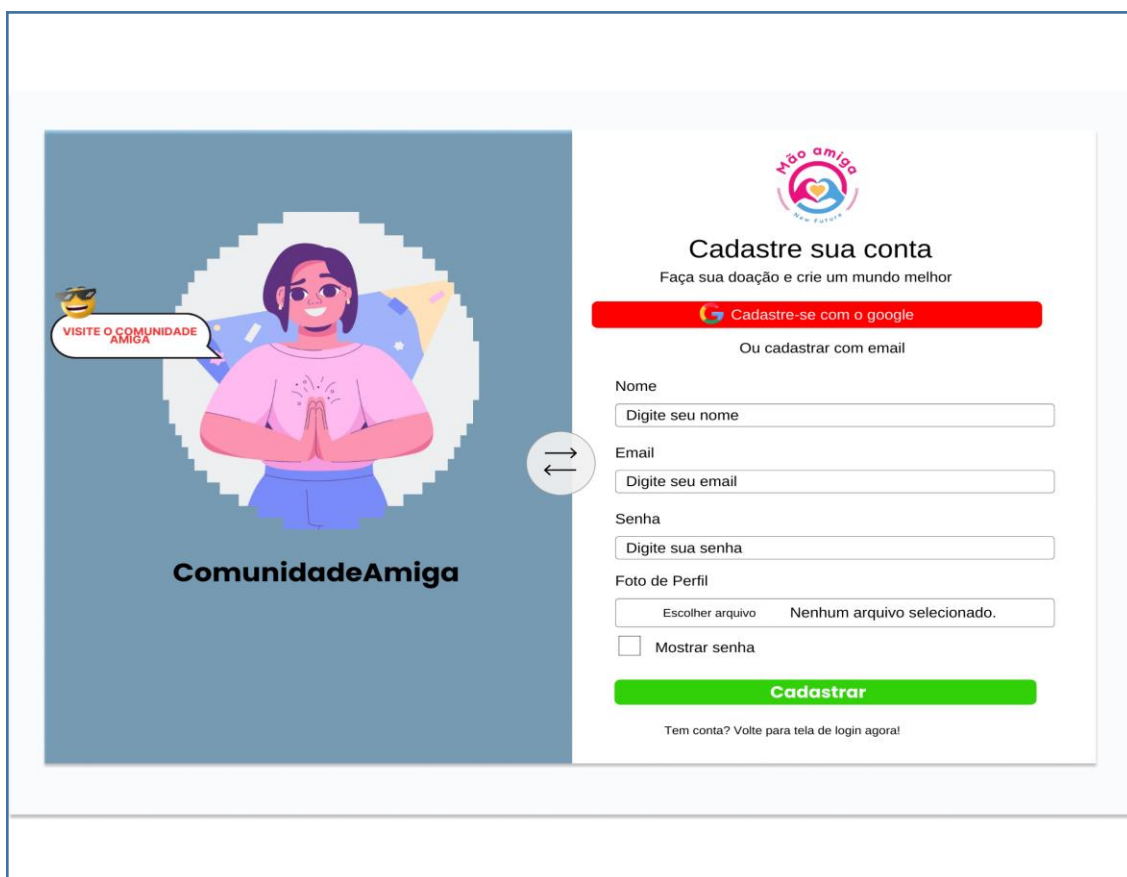 VISITE O COMUNIDADE
AMIGA
ComunidadeAmiga
Mão amiga
New Future
Cadastre sua conta
Faça sua doação e crie um mundo melhor
G Cadastre-se com o google
Ou cadastrar com email
Nome
Digite seu nome
Email
Digite seu email
Senha
Digite sua senha
Foto de Perfil
Escolher arquivo Nenhum arquivo selecionado.
Mostrar senha
Cadastrar
Tem conta? Volte para tela de login agora!